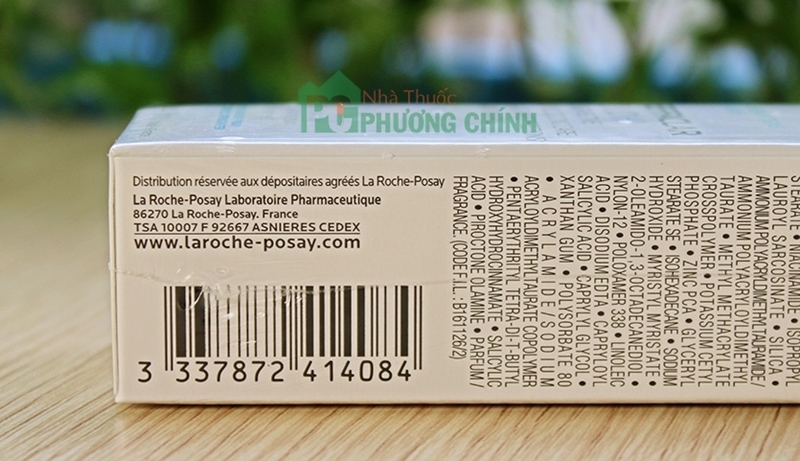 Nhà Thuốc
PHƯƠNG CHÍNH
Distribution réservée aux dépositaires agréés La Roche-Posay
La Roche-Posay Laboratoire Pharmaceutique
86270 La Roche-Posay. France
TSA 10007 F 92667 ASNIERES CEDEX
www.laroche-posay.com
3 337872 414084
STEARATE • NIACINAMIDE • ISOPROPYL
LAUROYL SARCOSINATE • SILICA •
AMMONIUM POLYACRYLDIMETHYLTAURAMIDE /
AMMONIUM POLYACRYLOYLDIMETHYL
TAURATE • METHYL METHACRYLATE
CROSSPOLYMER • POTASSIUM CETYL
PHOSPHATE • ZINC PCA • GLYCERYL
STEARATE SE • ISOHEXADECANE • SODIUM
HYDROXIDE • MYRISTYL MYRISTATE •
2-OLEAMIDO-1,3-OCTADECANEDIOL •
NYLON-12 • POLOXAMER 338 • LINOLEIC
ACID • DISODIUM EDTA • CAPRYLOYL
SALICYLIC ACID • CAPRYLYL GLYCOL •
XANTHAN GUM • POLYSORBATE 80
• ACRYLAMIDE / SODIUM
ACRYLOYLDIMETHYLTAURATE COPOLYMER
• PENTAERYTHRITYL TETRA-DI-T-BUTYL
HYDROXYHYDROCINNAMATE • SALICYLIC
ACID • PIROCTONE OLAMINE • PARFUM /
FRAGRANCE (CODE F.I.L. : B161126/2)